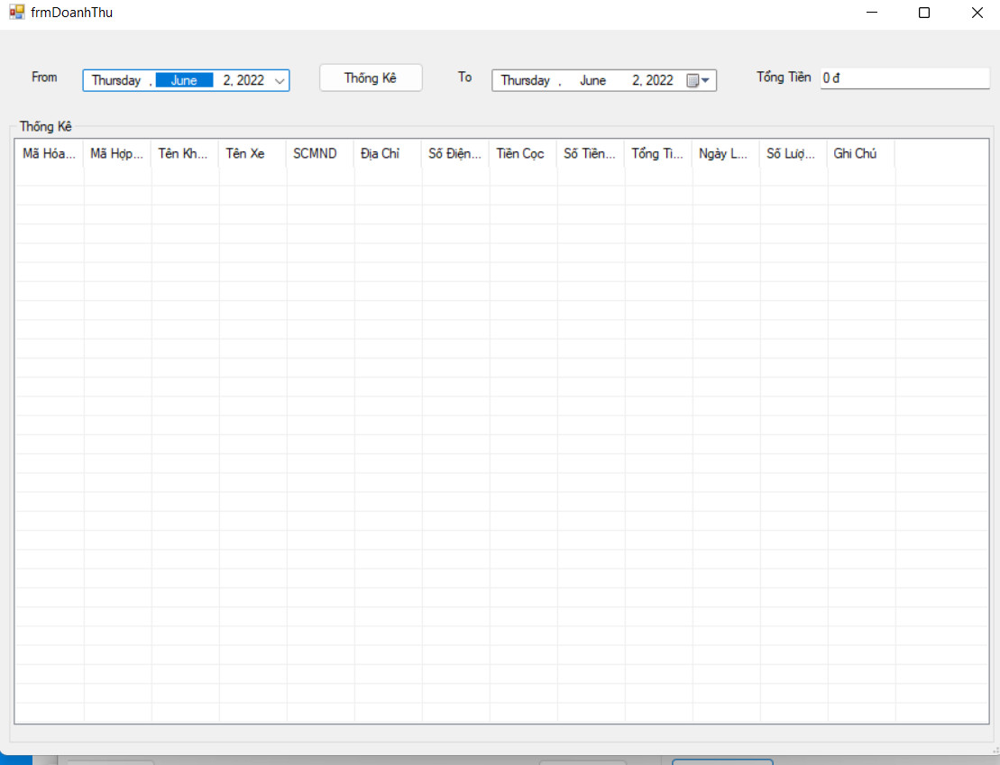 frmDoanhThu
From Thursday , June 2, 2022 Thống Kê To Thursday , June 2, 2022 Tổng Tiền 0 đ
Thống Kê
Mã Hóa... Mã Hợp... Tên Kh... Tên Xe SCMND Địa Chỉ Số Điện... Tiền Cọc Số Tiền... Tổng Ti... Ngày L... Số Lượ... Ghi Chú